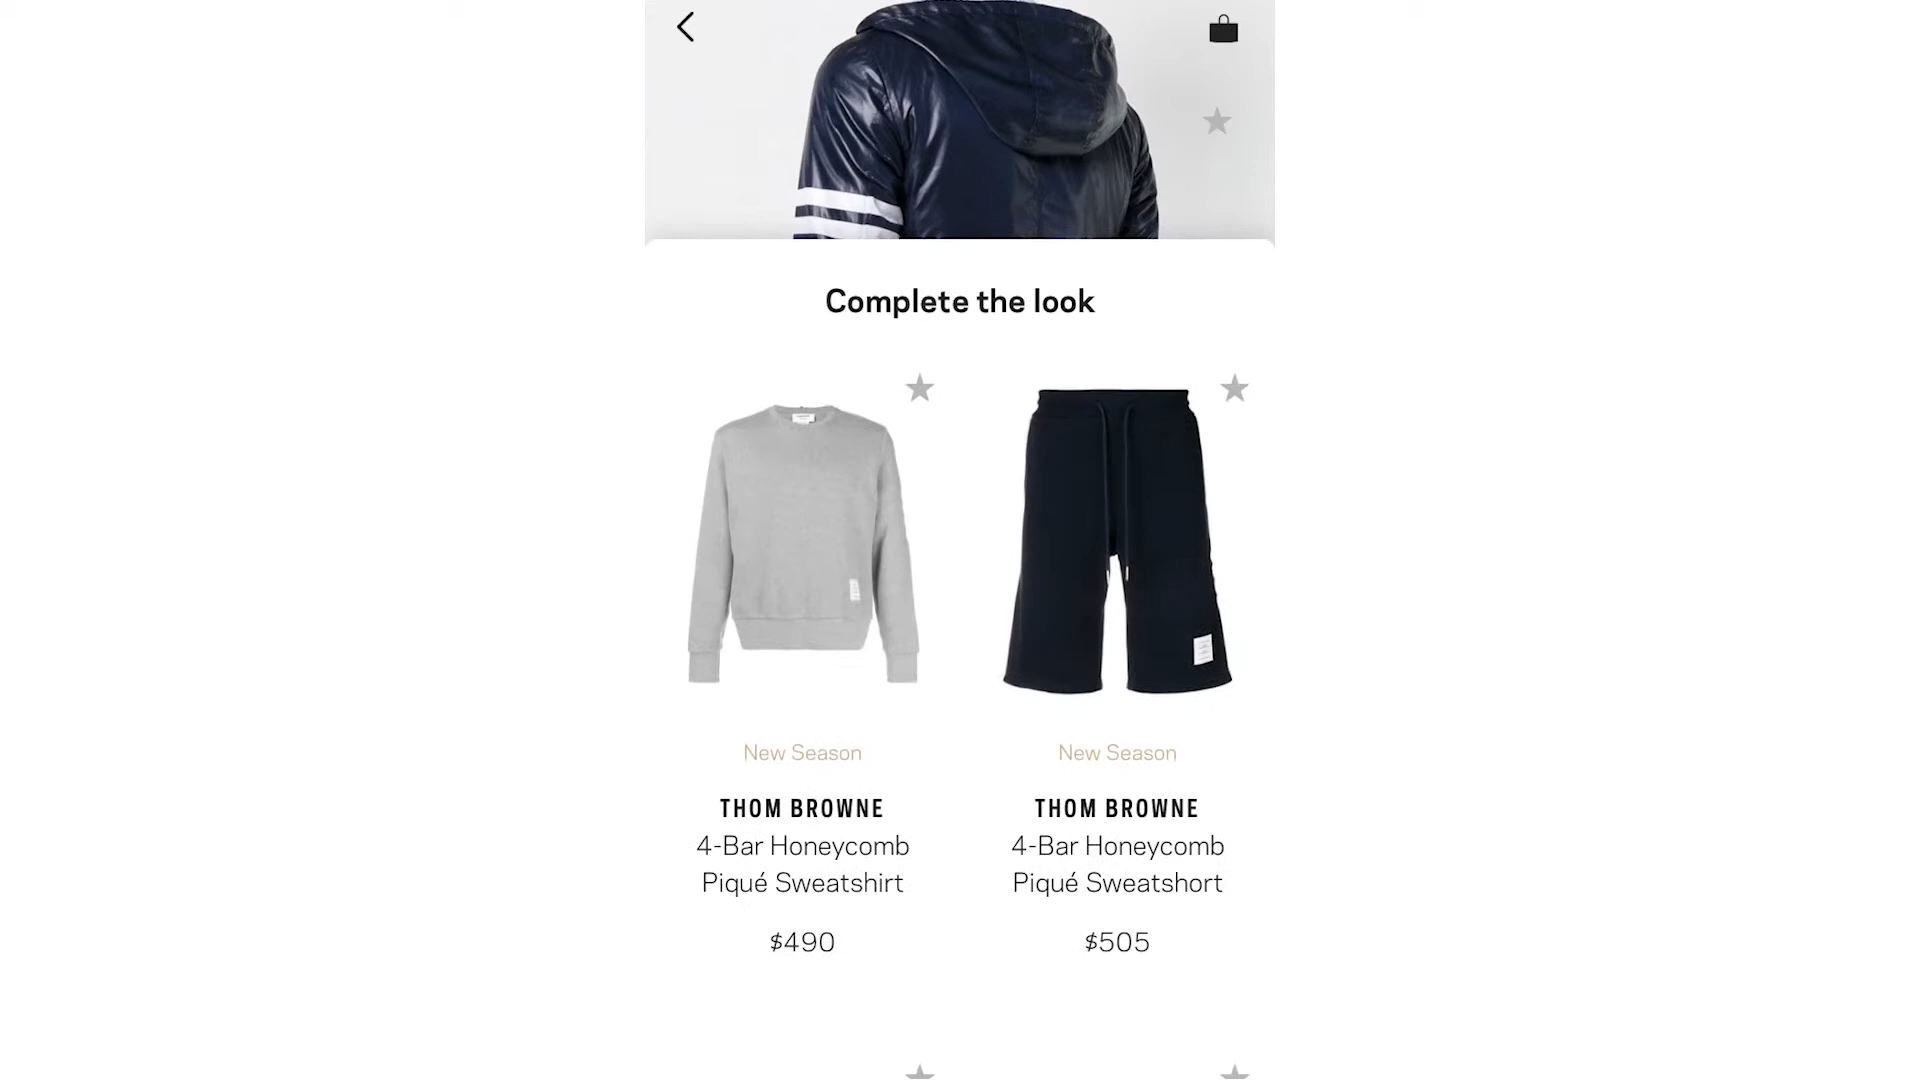 Complete the look
New Season
THOM BROWNE
4-Bar Honeycomb
Piqué Sweatshirt
$490
New Season
THOM BROWNE
4-Bar Honeycomb
Piqué Sweatshort
$505